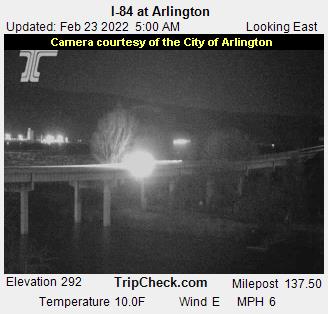 I-84 at Arlington
Updated: Feb 23 2022 5:00 AM Looking East
Camera courtesy of the City of Arlington
Elevation 292 TripCheck.com Milepost 137.50
Temperature 10.0F Wind E MPH 6